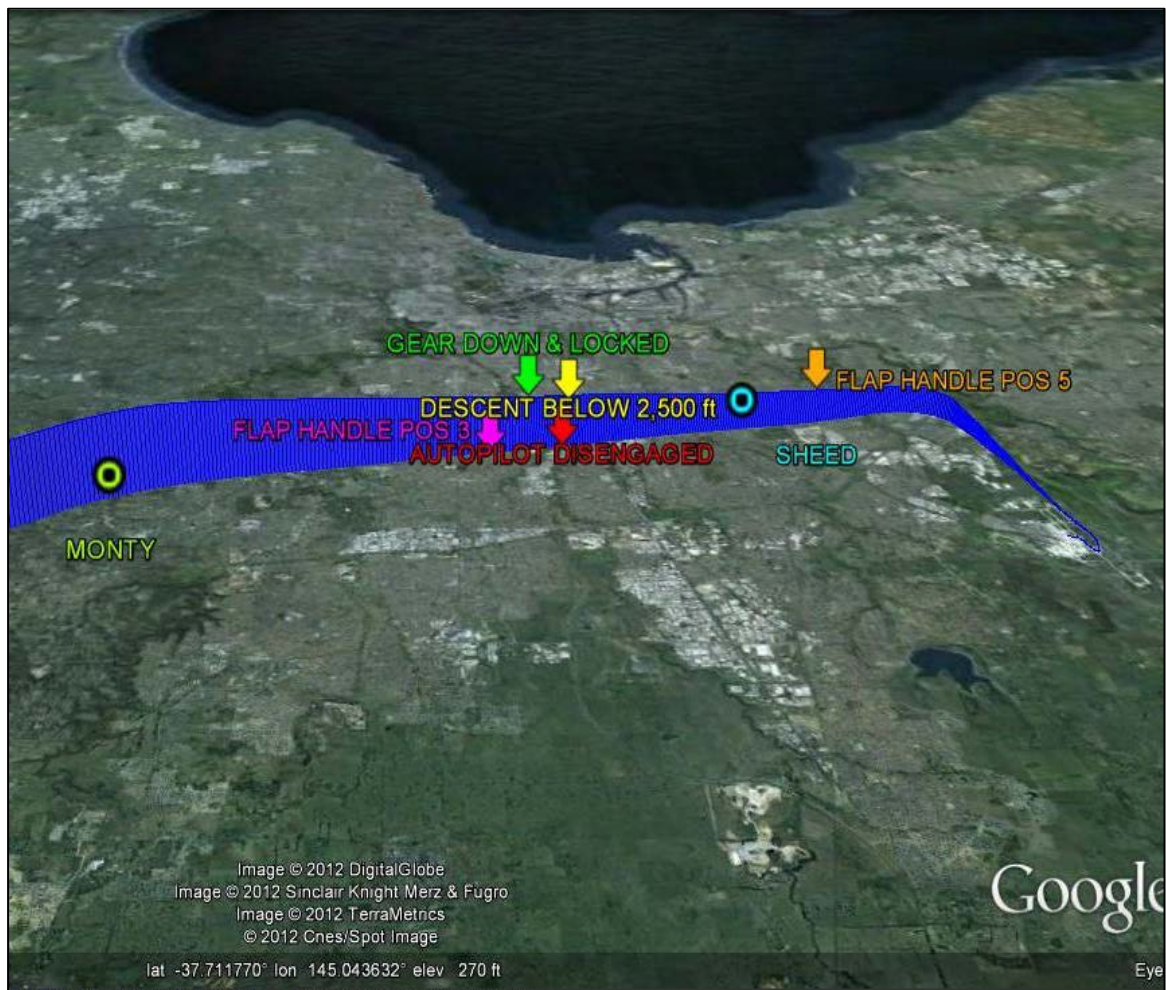 GEAR DOWN & LOCKED
FLAP HANDLE POS 5
DESCENT BELOW 2,500 ft
FLAP HANDLE POS 3
AUTOPILOT DISENGAGED
SHEED
MONTY
Image © 2012 DigitalGlobe
Image © 2012 Sinclair Knight Merz & Fugro
Image © 2012 TerraMetrics
© 2012 Cnes/Spot Image
Google
lat -37.711770° lon 145.043632° elev 270 ft
Eye